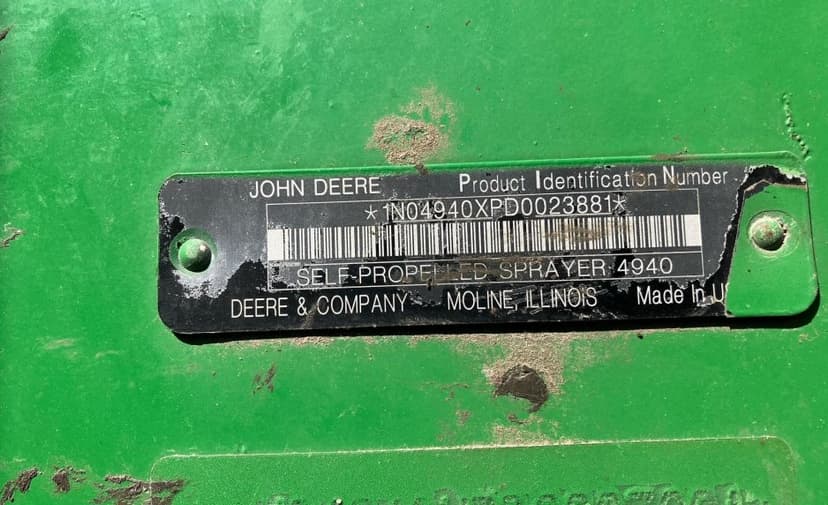 JOHN DEERE Product Identification Number
*1N04940XPD0023881*
SELF-PROPELLED SPRAYER 4940
DEERE & COMPANY MOLINE, ILLINOIS Made In U